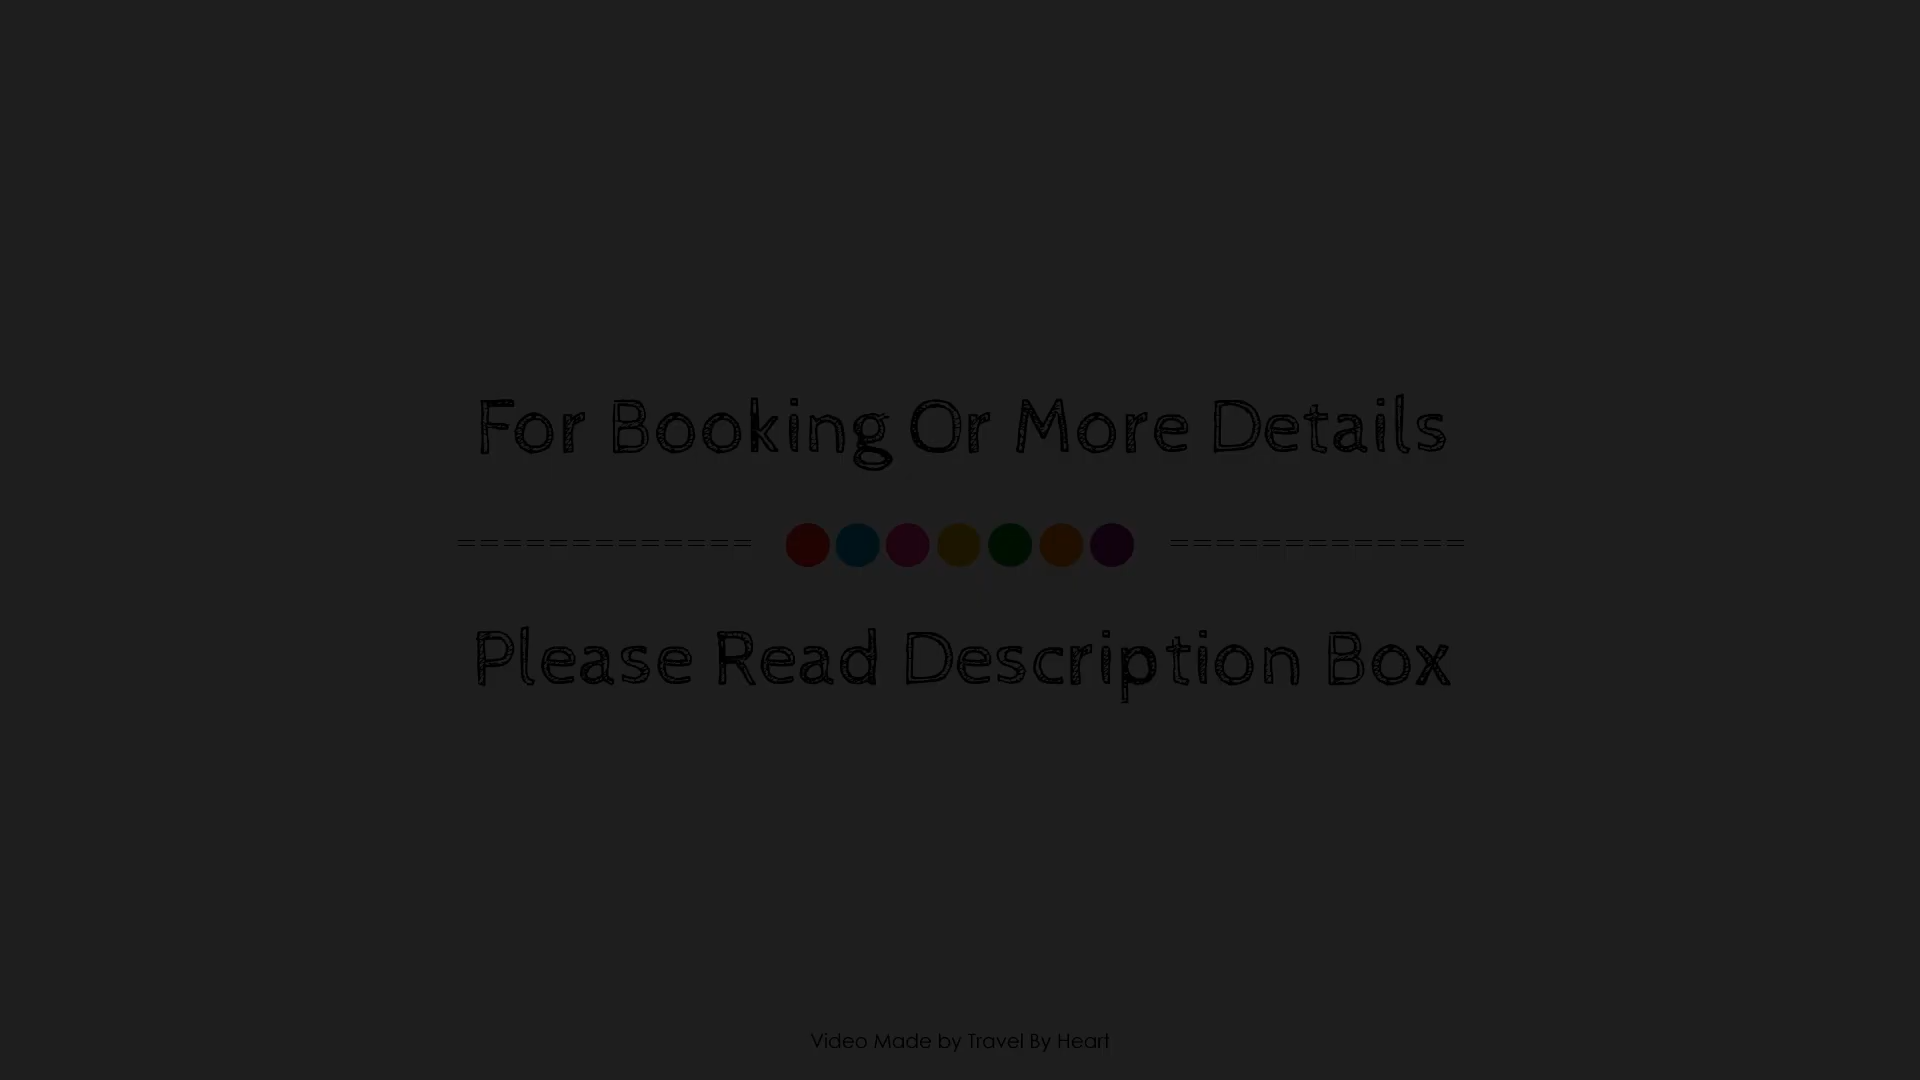 For Booking Or More Details
============= =============
Please Read Description Box
Video Made by Travel By Heart